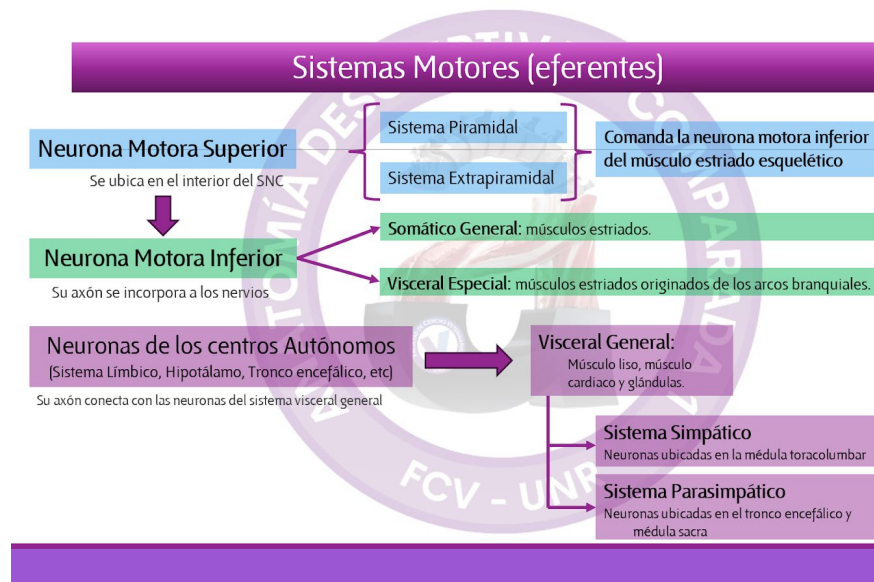 Sistemas Motores (eferentes)
Neurona Motora Superior
Se ubica en el interior del SNC
Sistema Piramidal
Sistema Extrapiramidal
Comanda la neurona motora inferior
del músculo estriado esquelético
Neurona Motora Inferior
Su axón se incorpora a los nervios
Somático General: músculos estriados.
Visceral Especial: músculos estriados originados de los arcos branquiales.
Neuronas de los centros Autónomos
(Sistema Límbico, Hipotálamo, Tronco encefálico, etc)
Su axón conecta con las neuronas del sistema visceral general
Visceral General:
Músculo liso, músculo
cardiaco y glándulas.
Sistema Simpático
Neuronas ubicadas en la médula toracolumbar
Sistema Parasimpático
Neuronas ubicadas en el tronco encefálico y
médula sacra
FCV - UNR
COMPARADA 1